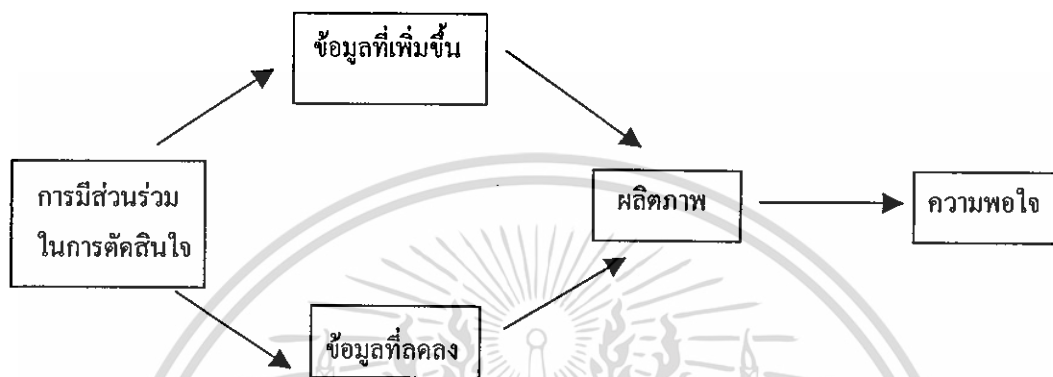 ข้อมูลที่เพิ่มขึ้น
การมีส่วนร่วม
ในการตัดสินใจ
ผลิตภาพ
ความพอใจ
ข้อมูลที่ลดลง